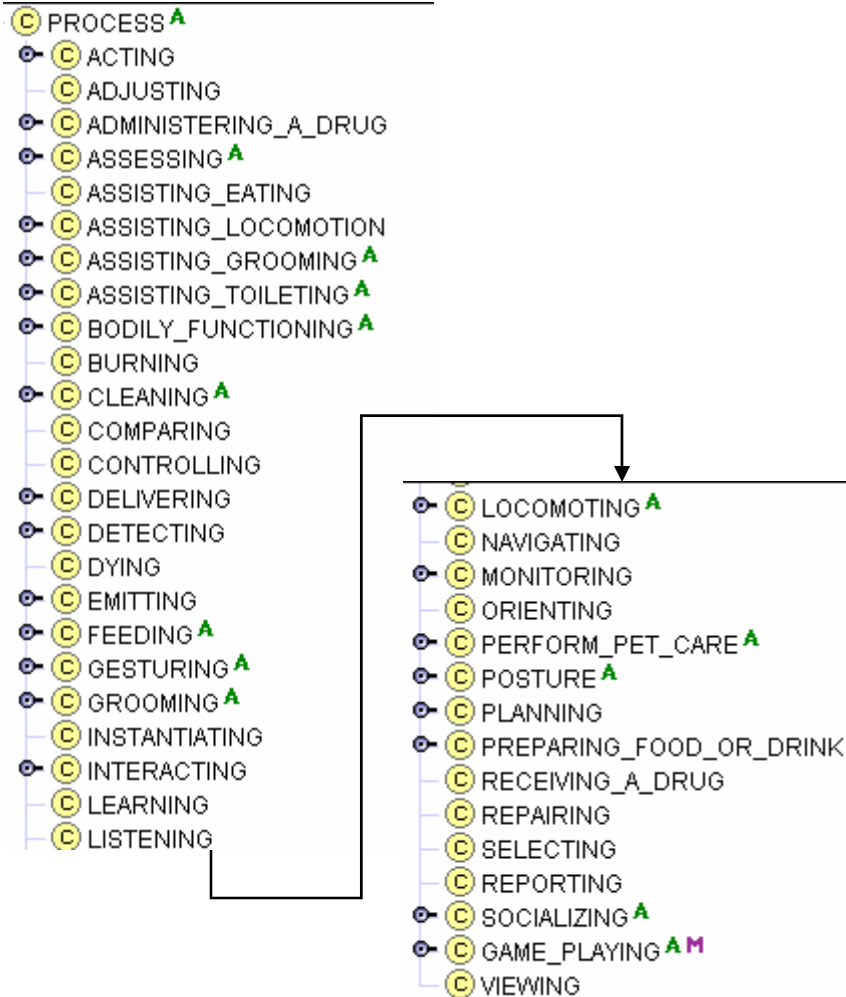 C PROCESS A
C ACTING
C ADJUSTING
C ADMINISTERING_A_DRUG
C ASSESSING A
C ASSISTING_EATING
C ASSISTING_LOCOMOTION
C ASSISTING_GROOMING A
C ASSISTING_TOILETING A
C BODILY_FUNCTIONING A
C BURNING
C CLEANING A
C COMPARING
C CONTROLLING
C DELIVERING
C DETECTING
C DYING
C EMITTING
C FEEDING A
C GESTURING A
C GROOMING A
C INSTANTIATING
C INTERACTING
C LEARNING
C LISTENING
C LOCOMOTING A
C NAVIGATING
C MONITORING
C ORIENTING
C PERFORM_PET_CARE A
C POSTURE A
C PLANNING
C PREPARING_FOOD_OR_DRINK
C RECEIVING_A_DRUG
C REPAIRING
C SELECTING
C REPORTING
C SOCIALIZING A
C GAME_PLAYING A M
C VIEWING